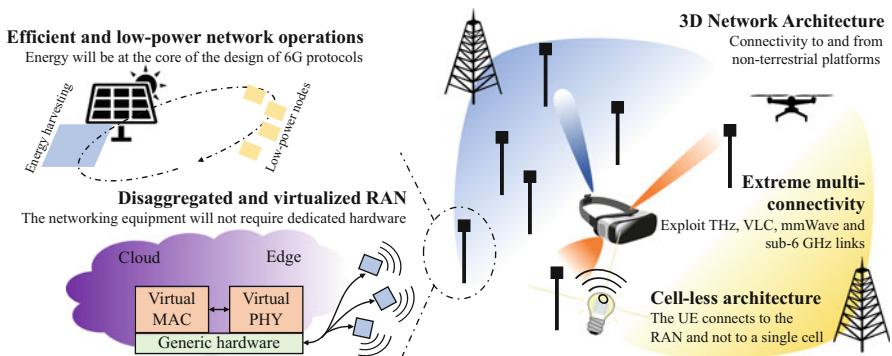 Efficient and low-power network operations
Energy will be at the core of the design of 6G protocols
Energy harvesting
Low-power nodes
Disaggregated and virtualized RAN
The networking equipment will not require dedicated hardware
Cloud
Edge
Virtual
MAC
Virtual
PHY
Generic hardware
3D Network Architecture
Connectivity to and from
non-terrestrial platforms
Extreme multi-
connectivity
Exploit THz, VLC, mmWave and
sub-6 GHz links
Cell-less architecture
The UE connects to the
RAN and not to a single cell